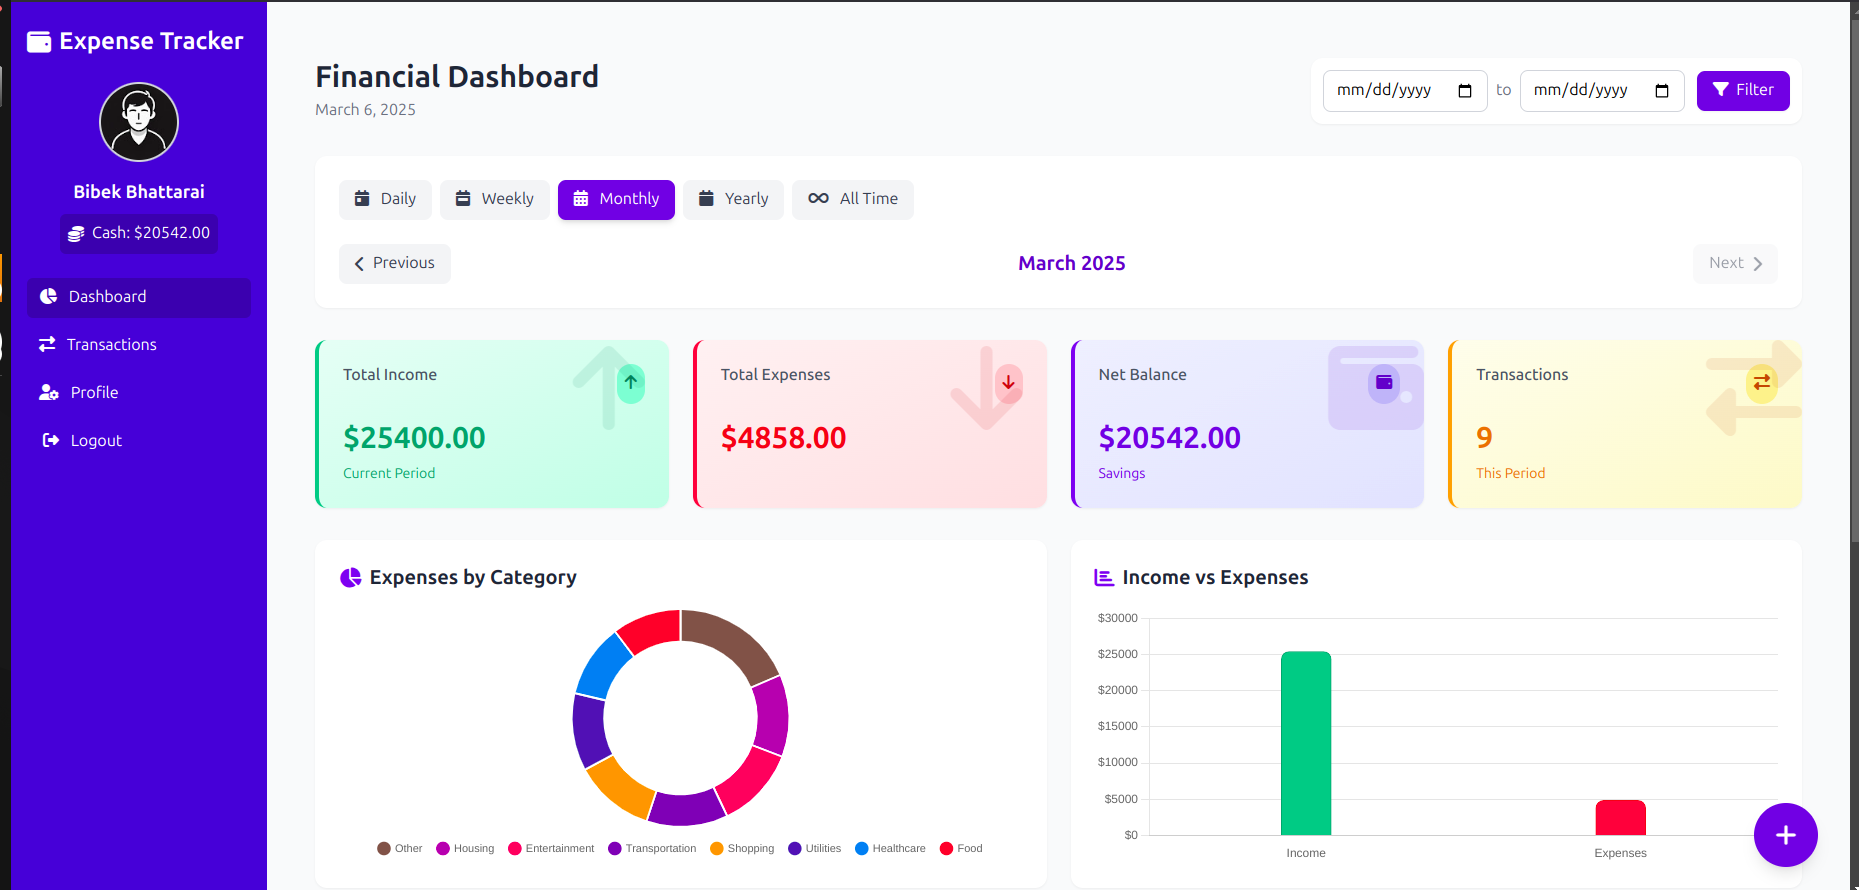 Expense Tracker
Bibek Bhattarai
Cash: $20542.00
Dashboard
Transactions
Profile
Logout
Financial Dashboard
March 6, 2025
mm/dd/yyyy to mm/dd/yyyy Filter
Daily Weekly Monthly Yearly All Time
Previous March 2025 Next
Total Income
$25400.00
Current Period
Total Expenses
$4858.00
Net Balance
$20542.00
Savings
Transactions
9
This Period
Expenses by Category
Other Housing Entertainment Transportation Shopping Utilities Healthcare Food
Income vs Expenses
$30000
$25000
$20000
$15000
$10000
$5000
$0
Income Expenses